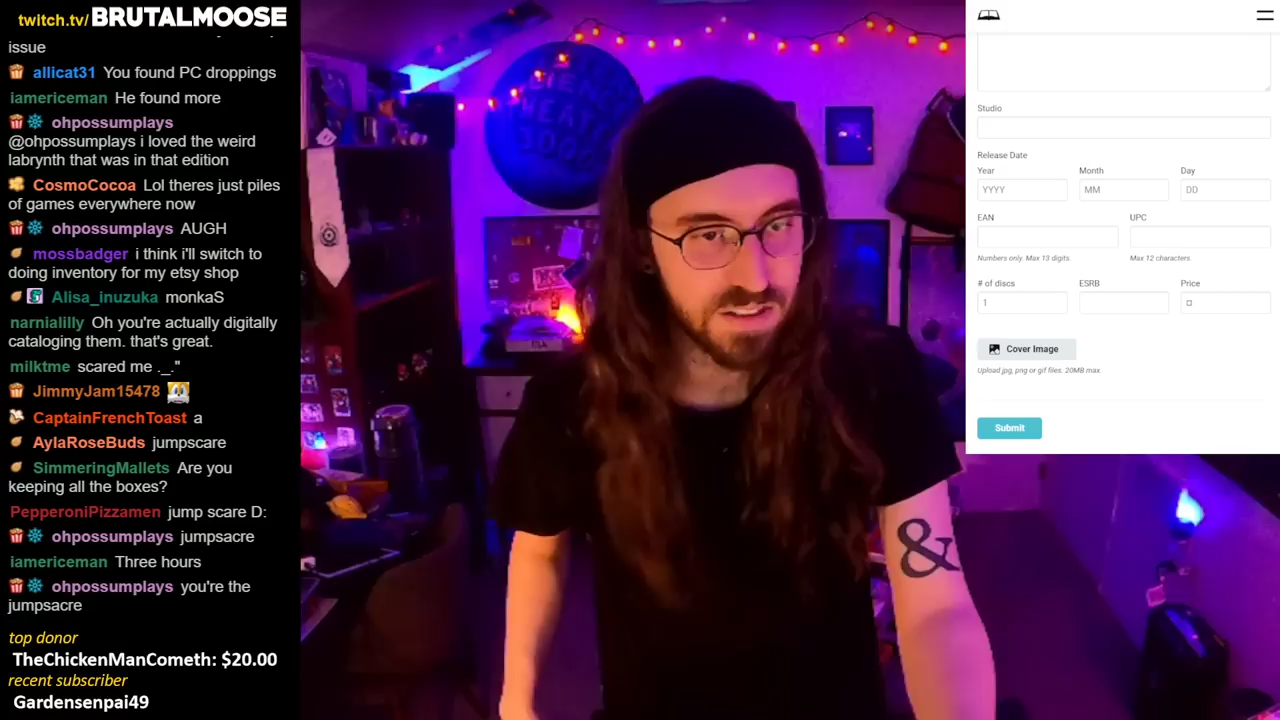 twitch.tv/BRUTALMOOSE
issue
allicat31 You found PC droppings
iamericeman He found more
ohpossumplays
@ohpossumplays i loved the weird
labrynth that was in that edition
CosmoCocoa Lol theres just piles
of games everywhere now
ohpossumplays AUGH
mossbadger i think i'll switch to
doing inventory for my etsy shop
Alisa_inuzuka monkaS
narnialilly Oh you're actually digitally
cataloging them. that's great.
milktme scared me ._."
JimmyJam15478
CaptainFrenchToast a
AylaRoseBuds jumpscare
SimmeringMallets Are you
keeping all the boxes?
PepperoniPizzamen jump scare D:
ohpossumplays jumpsacre
iamericeman Three hours
ohpossumplays you're the
jumpsacre
top donor
TheChickenManCometh: $20.00
recent subscriber
Gardensenpai49
3000
&
Studio
Release Date
Year Month Day
YYYY MM DD
EAN UPC
Numbers only. Max 13 digits. Max 12 characters.
# of discs ESRB Price
1
Cover Image
Upload jpg, png or gif files. 20MB max.
Submit